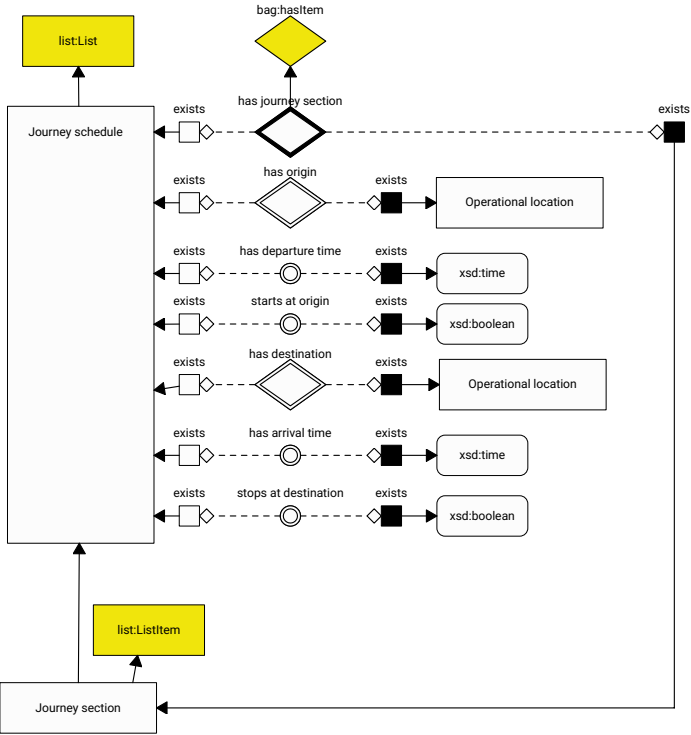 bag:hasItem
list:List
has journey section
exists
exists
Journey schedule
has origin
exists
exists
Operational location
has departure time
exists
exists
xsd:time
starts at origin
exists
exists
xsd:boolean
has destination
exists
exists
Operational location
has arrival time
exists
exists
xsd:time
stops at destination
exists
exists
xsd:boolean
list:ListItem
Journey section